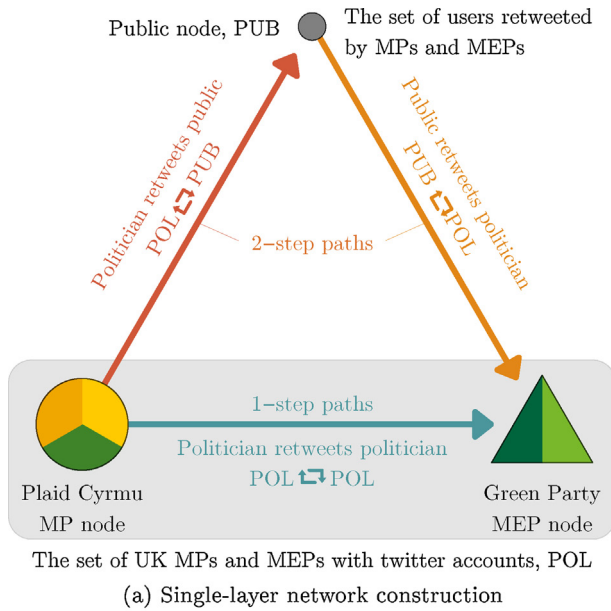 Public node, PUB
The set of users retweeted
by MPs and MEPs
Politician retweets public
POL PUB
Public retweets politician
PUB POL
2-step paths
1-step paths
Politician retweets politician
POL POL
Plaid Cyrmu
MP node
Green Party
MEP node
The set of UK MPs and MEPs with twitter accounts, POL
(a) Single-layer network construction